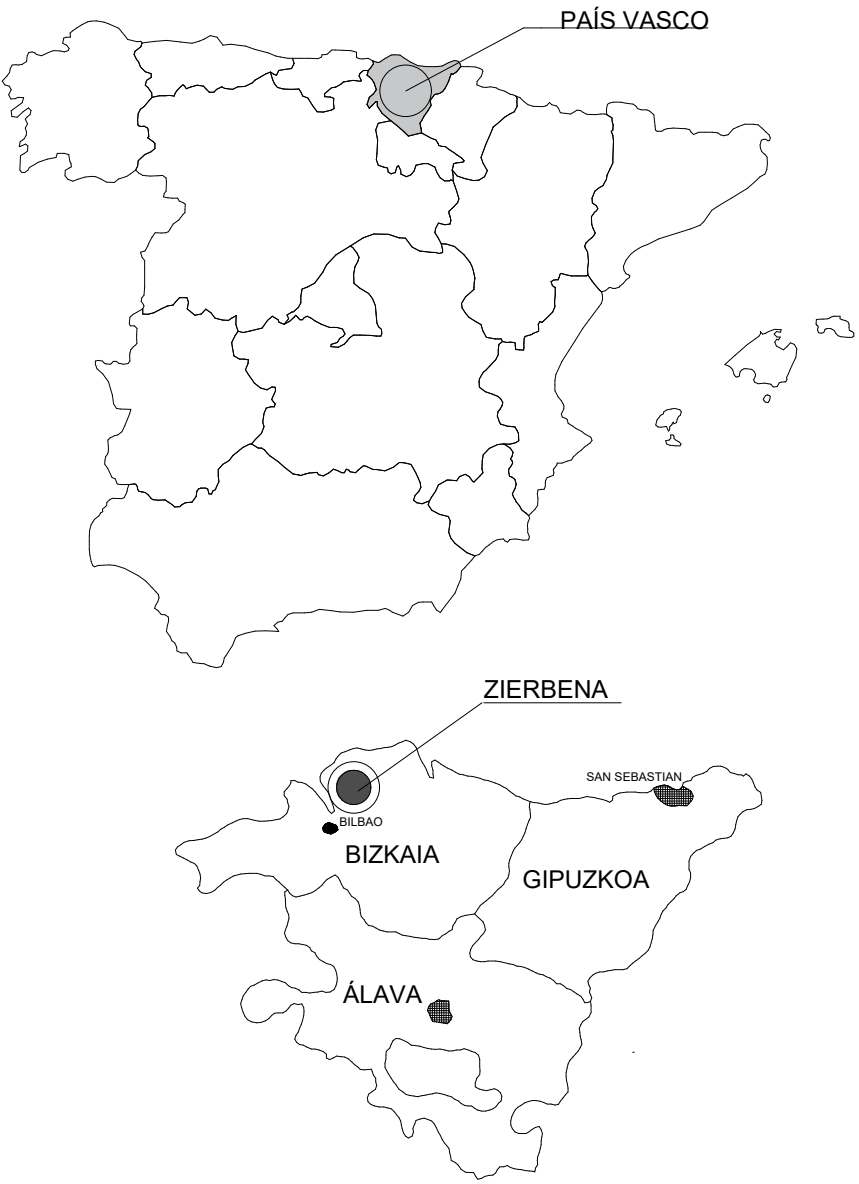 PAÍS VASCO
ZIERBENA
SAN SEBASTIAN
BILBAO
BIZKAIA
GIPUZKOA
ÁLAVA